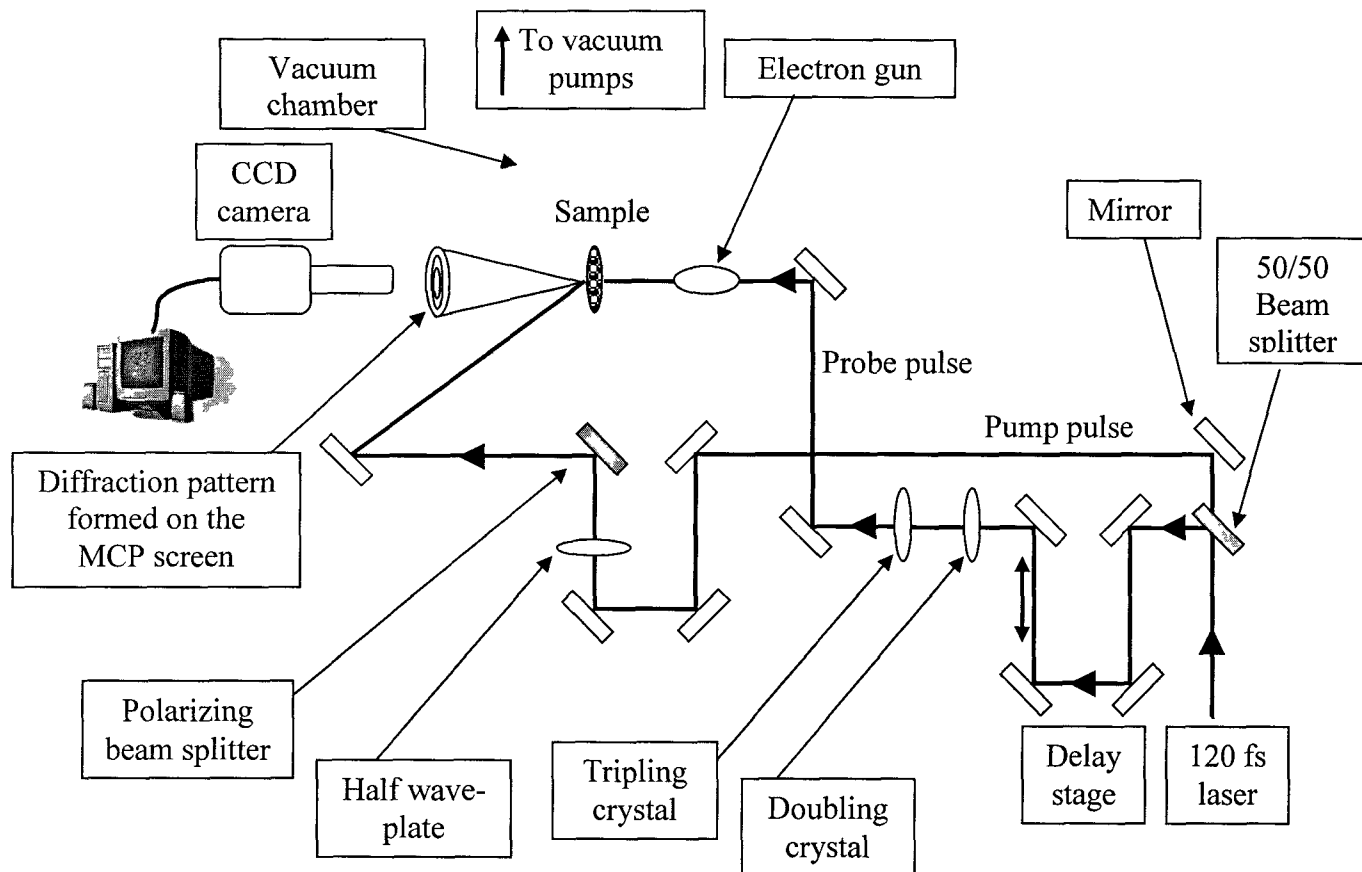 To vacuum
pumps
Vacuum
chamber
Electron gun
CCD
camera
Sample
Mirror
50/50
Beam
splitter
Probe pulse
Pump pulse
Diffraction pattern
formed on the
MCP screen
Polarizing
beam splitter
Half wave-
plate
Tripling
crystal
Doubling
crystal
Delay
stage
120 fs
laser